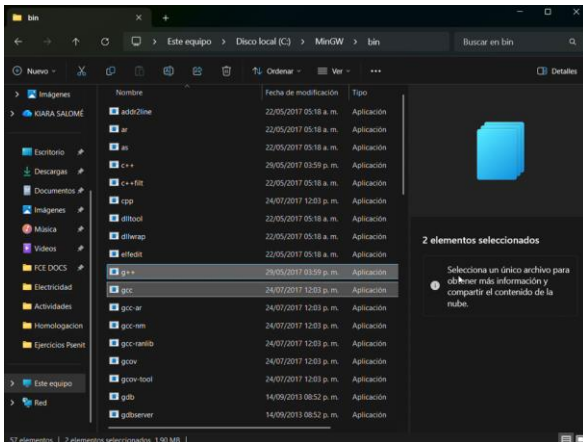 bin
Este equipo > Disco local (C:) > MinGW > bin
Buscar en bin
Nuevo
Ordenar
Ver
Detalles
Nombre
Fecha de modificación
Tipo
Imágenes
KIARA SALOMÉ
Escritorio
Descargas
Documentos
Imágenes
Música
Videos
FCE DOCS
Electricidad
Actividades
Homologacion
Ejercicios Psenit
Este equipo
Red
addr2line 22/05/2017 05:18 a. m. Aplicación
ar 22/05/2017 05:18 a. m. Aplicación
as 22/05/2017 05:18 a. m. Aplicación
c++ 29/05/2017 03:59 p. m. Aplicación
c++filt 22/05/2017 05:18 a. m. Aplicación
cpp 24/07/2017 12:03 p. m. Aplicación
dlltool 22/05/2017 05:18 a. m. Aplicación
dllwrap 22/05/2017 05:18 a. m. Aplicación
elfedit 22/05/2017 05:18 a. m. Aplicación
g++ 29/05/2017 03:59 p. m. Aplicación
gcc 24/07/2017 12:03 p. m. Aplicación
gcc-ar 24/07/2017 12:03 p. m. Aplicación
gcc-nm 24/07/2017 12:03 p. m. Aplicación
gcc-ranlib 24/07/2017 12:03 p. m. Aplicación
gcov 24/07/2017 12:03 p. m. Aplicación
gcov-tool 24/07/2017 12:03 p. m. Aplicación
gdb 14/09/2013 08:52 p. m. Aplicación
gdbserver 14/09/2013 08:52 p. m. Aplicación
2 elementos seleccionados
Selecciona un único archivo para
obtener más información y
compartir el contenido de la
nube.
57 elementos | 2 elementos seleccionados 1.90 MB |